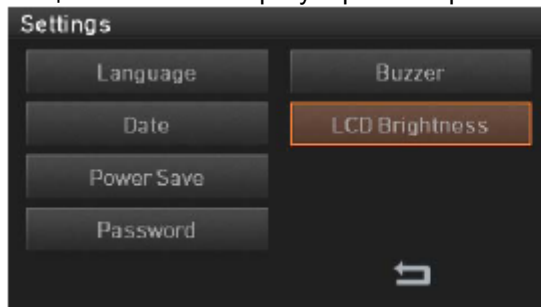 Settings
Language
Buzzer
Date
LCD Brightness
Power Save
Password